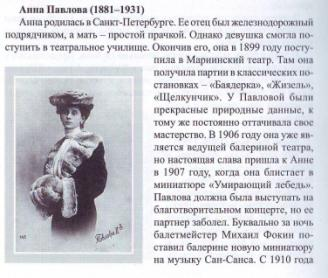 Анна Павлова (1881–1931)
Анна родилась в Санкт-Петербурге. Ее отец был железнодорожный
подрядчиком, а мать – простой прачкой. Однако девушка смогла по-
ступить в театральное училище. Окончив его, она в 1899 году посту-
пила в Мариинский театр. Там она
получила партии в классических по-
становках – «Баядерка», «Жизель»,
«Щелкунчик». У Павловой были
прекрасные природные данные, к
тому же постоянно оттачивала свое
мастерство. В 1906 году она уже яв-
ляется ведущей балериной театра,
но настоящая слава пришла к Анне
в 1907 году, когда она блистает в
миниатюре «Умирающий лебедь».
Павлова должна была выступать на
благотворительном концерте, но ее
партнер заболел. Буквально за ночь
балетмейстер Михаил Фокин по-
ставил балерине новую миниатюру
на музыку Сан-Санса. С 1910 года